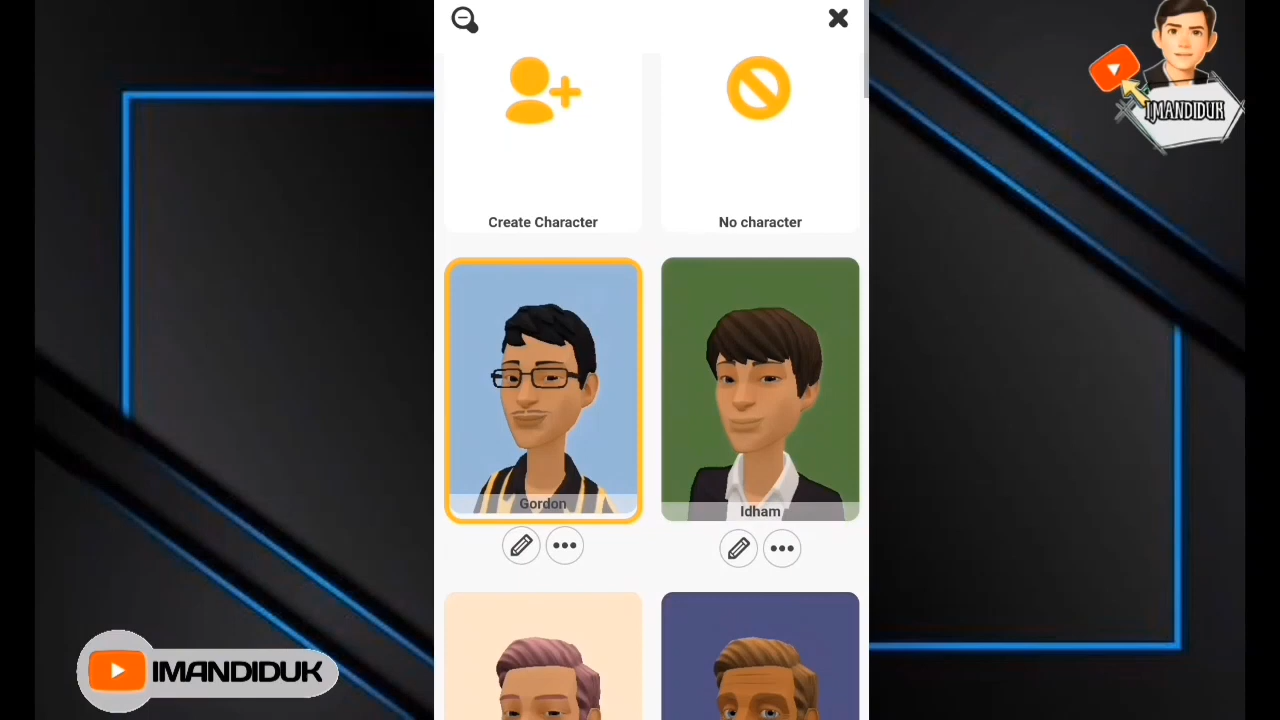 IMANDIDUK
Create Character
No character
Gordon
Idham
IMANDIDUK